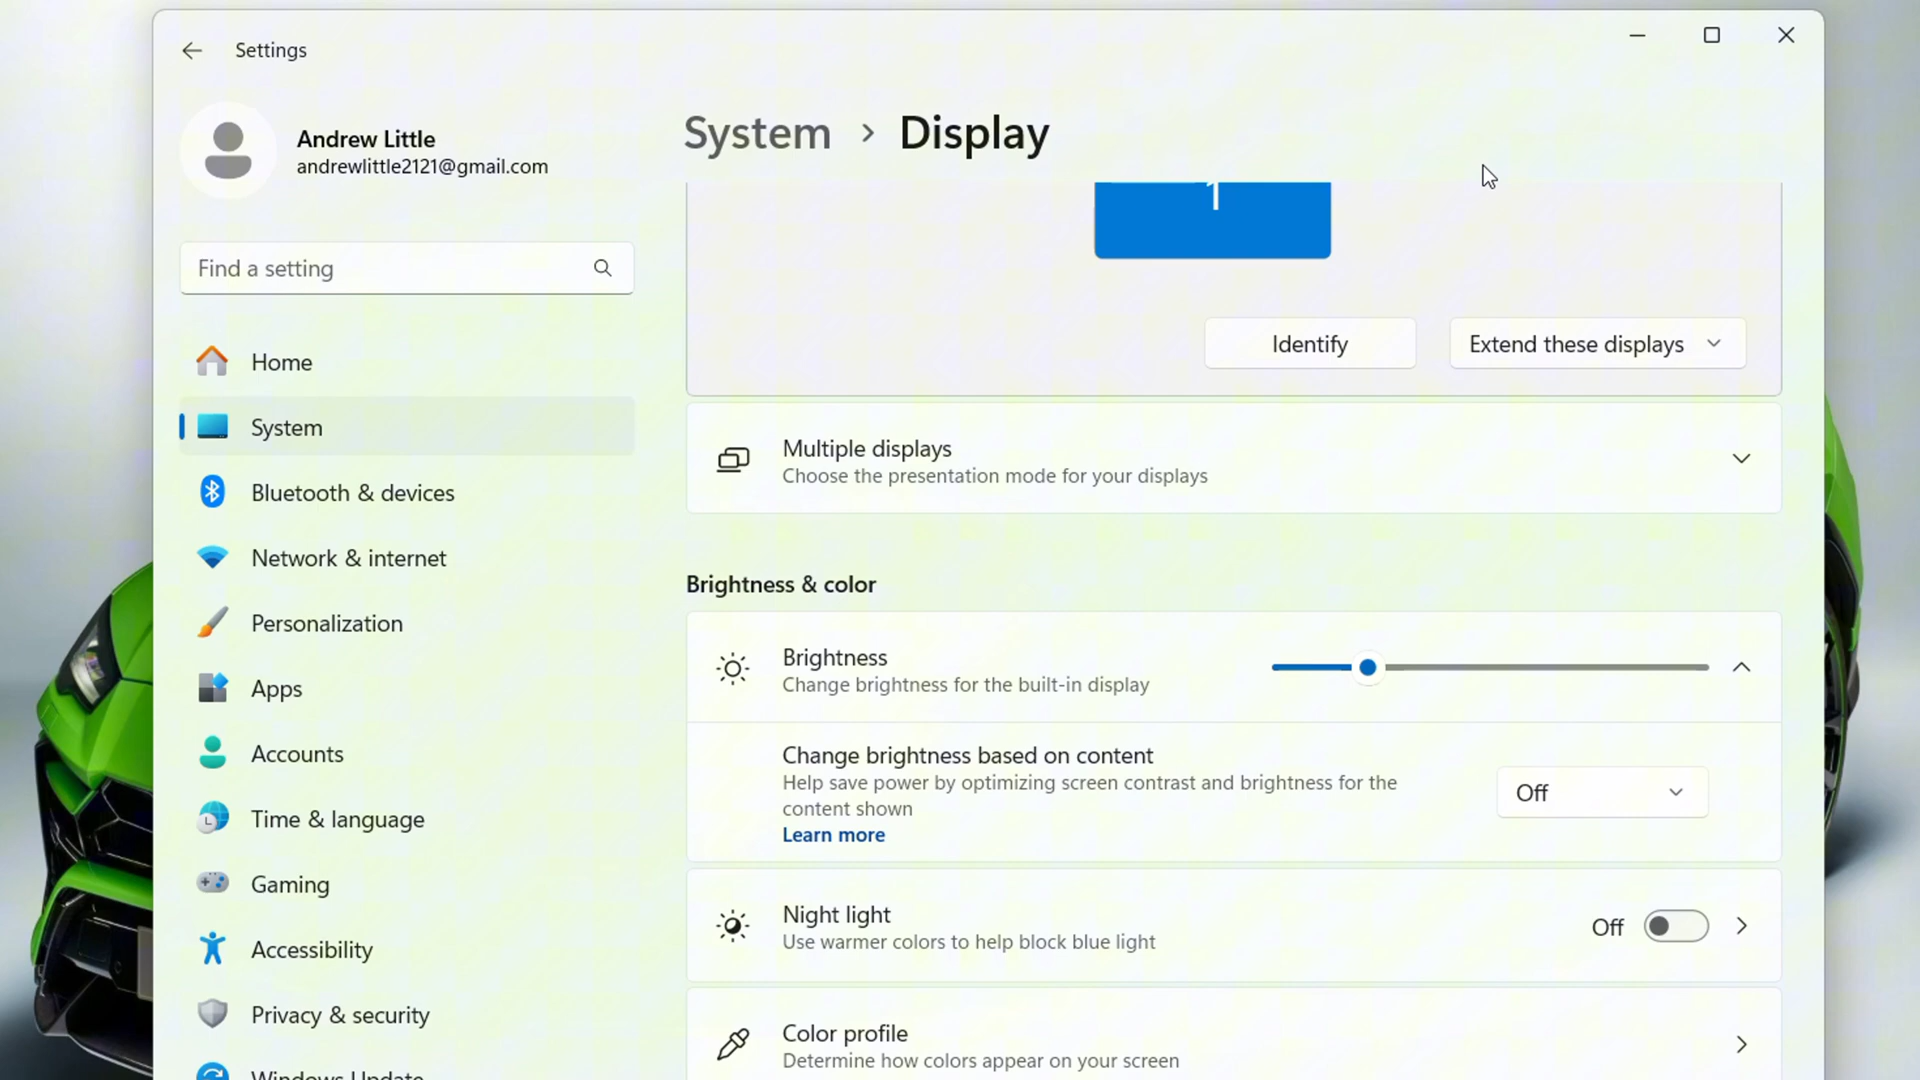 Settings
Andrew Little
andrewlittle2121@gmail.com
Find a setting
Home
System
Bluetooth & devices
Network & internet
Personalization
Apps
Accounts
Time & language
Gaming
Accessibility
Privacy & security
Windows Update
System > Display
1
Identify
Extend these displays
Multiple displays
Choose the presentation mode for your displays
Brightness & color
Brightness
Change brightness for the built-in display
Change brightness based on content
Help save power by optimizing screen contrast and brightness for the
content shown
Learn more
Off
Night light
Use warmer colors to help block blue light
Off
Color profile
Determine how colors appear on your screen